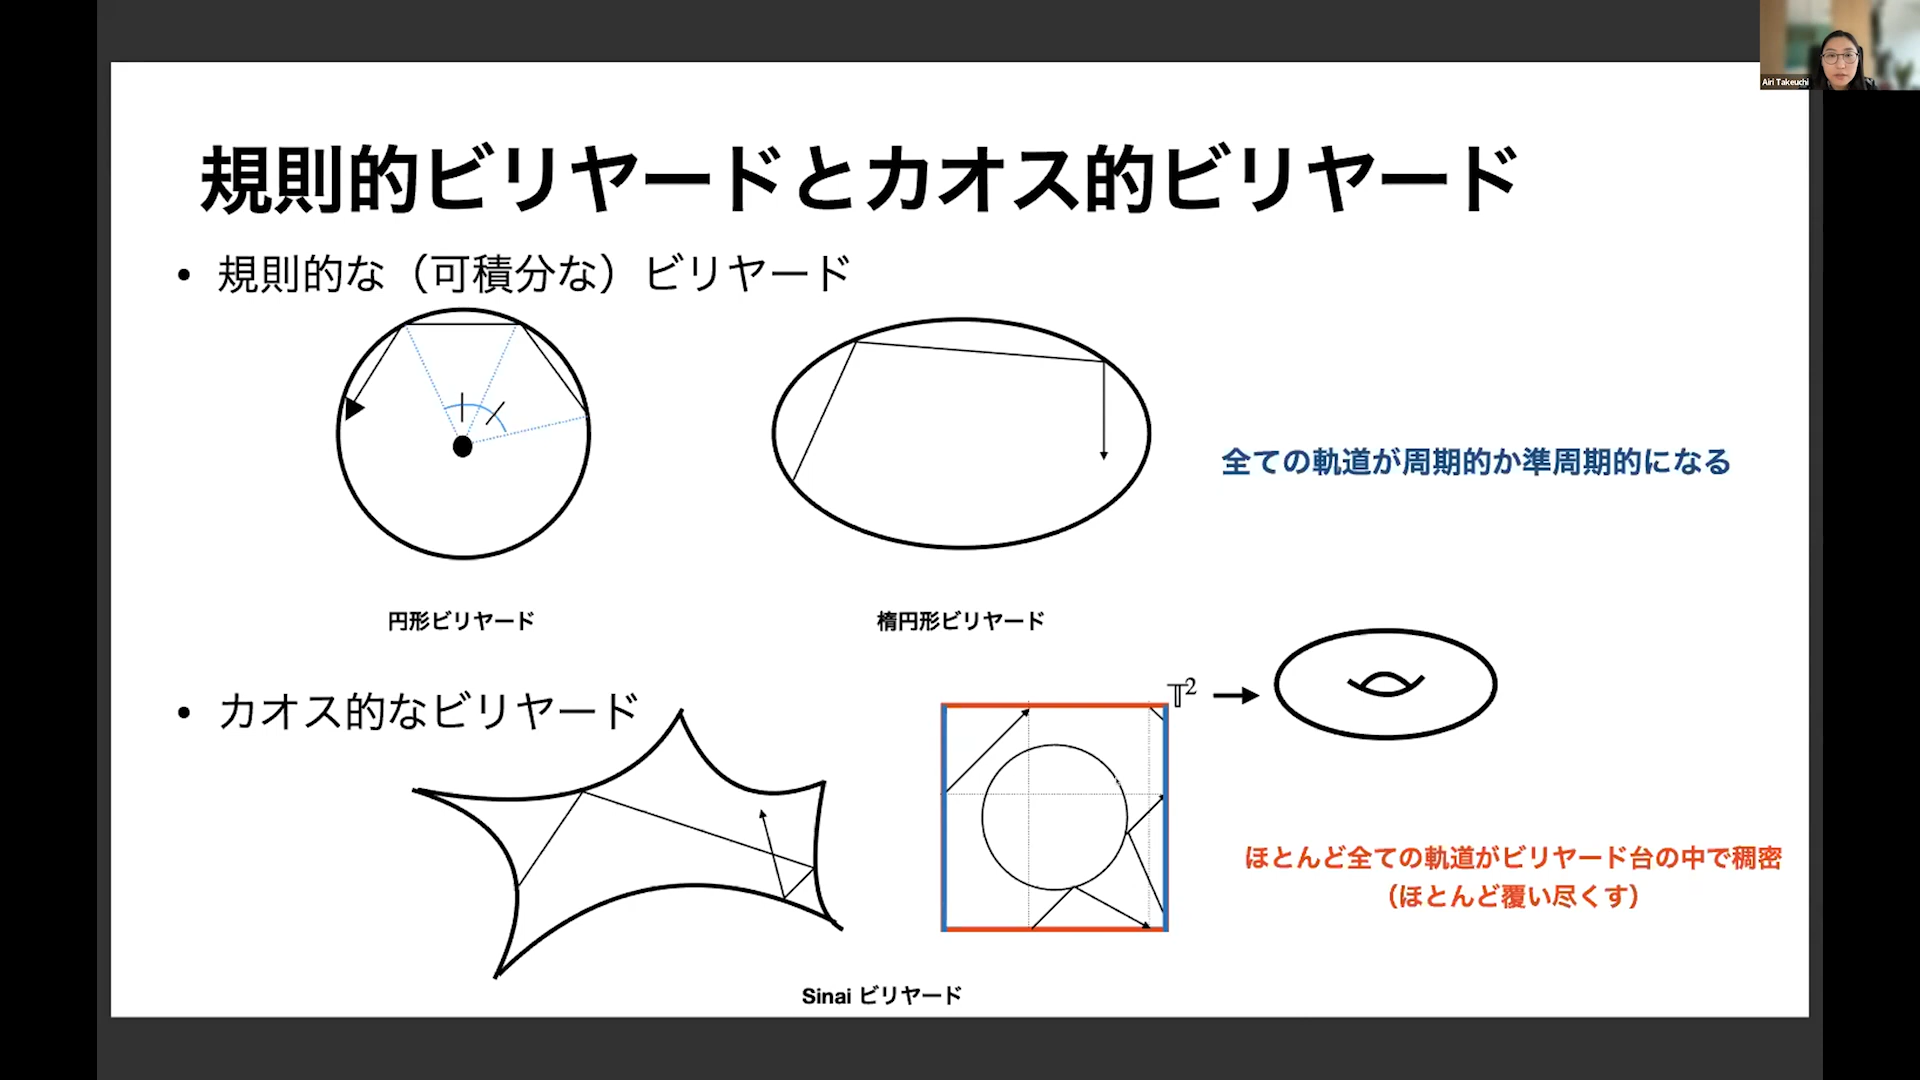 Airi Takeuchi
規則的ビリヤードとカオス的ビリヤード
• 規則的な（可積分な）ビリヤード
全ての軌道が周期的か準周期的になる
円形ビリヤード
楕円形ビリヤード
• カオス的なビリヤード
𝕋²
ほとんど全ての軌道がビリヤード台の中で稠密
（ほとんど覆い尽くす）
Sinai ビリヤード